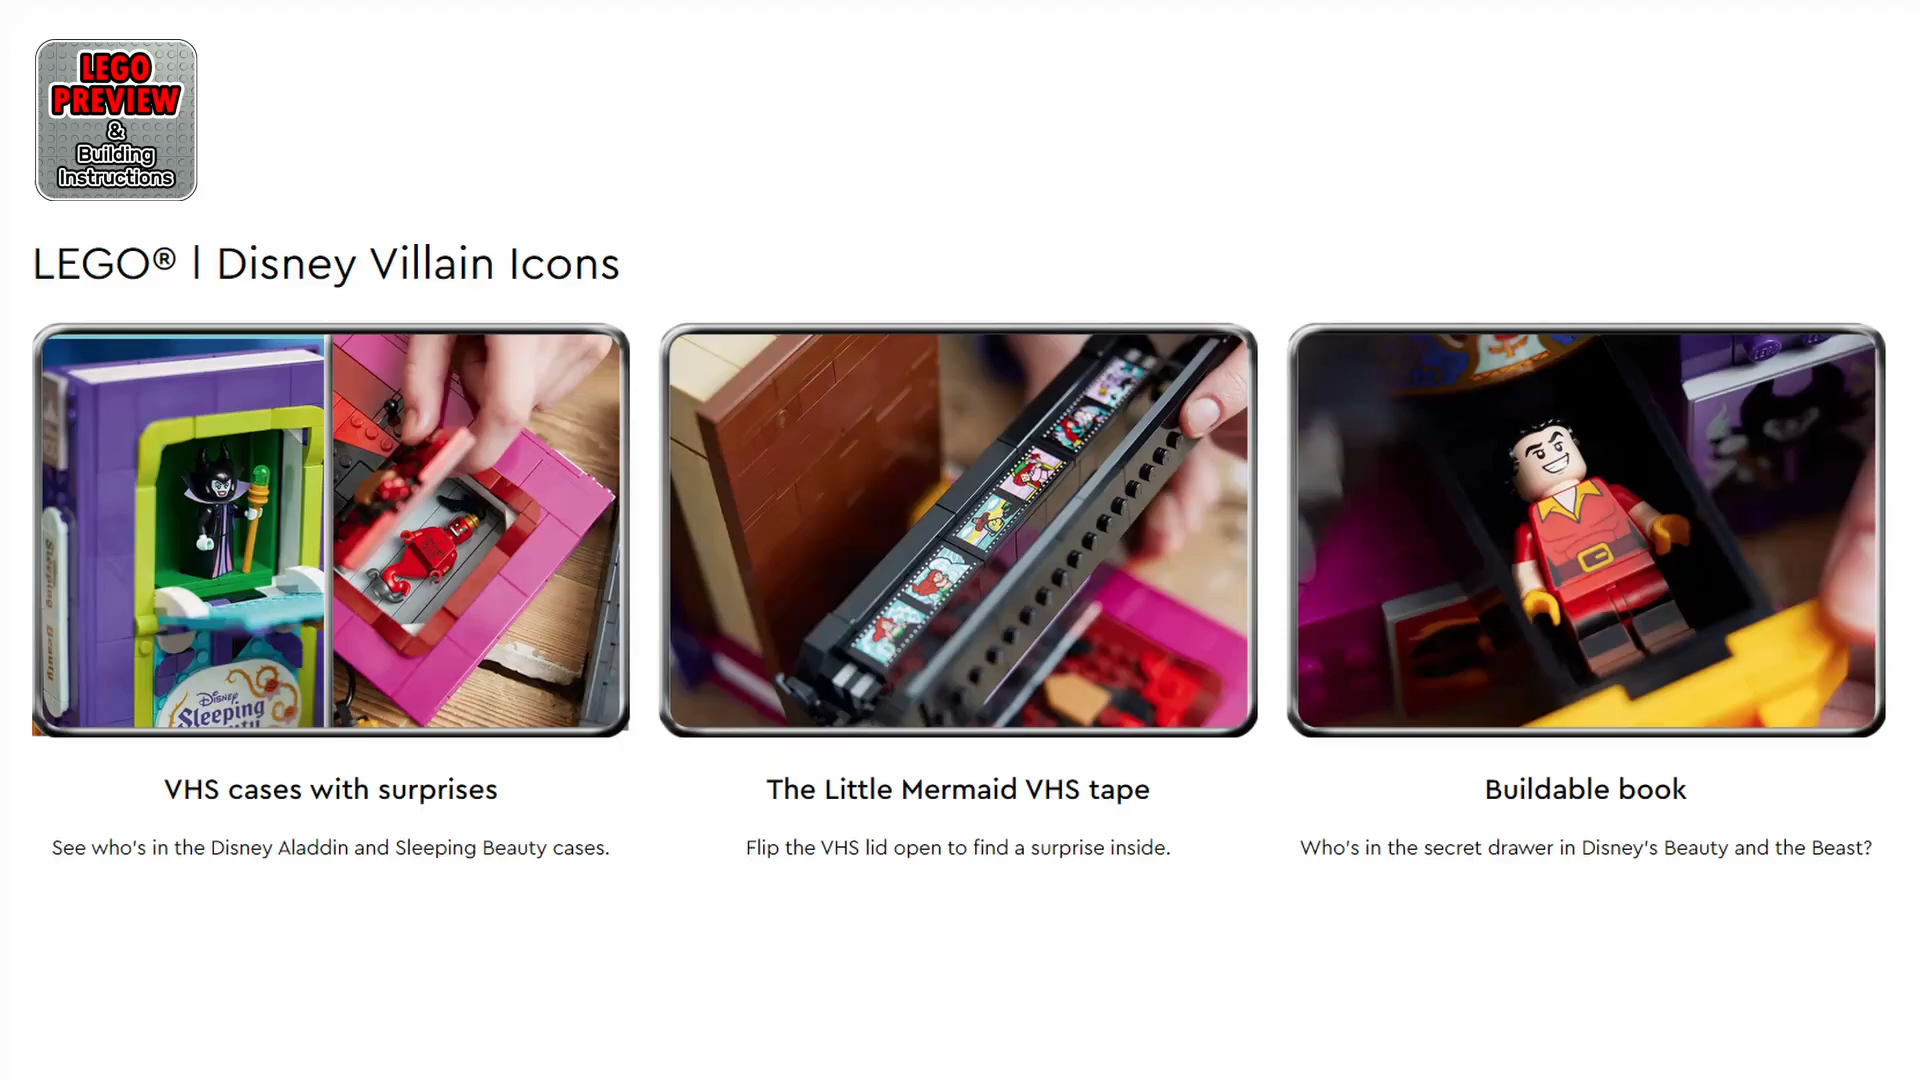 LEGO
PREVIEW
&
Building
Instructions
LEGO® | Disney Villain Icons
Sleeping Beauty
Disney
Sleeping
VHS cases with surprises
See who's in the Disney Aladdin and Sleeping Beauty cases.
The Little Mermaid VHS tape
Flip the VHS lid open to find a surprise inside.
Buildable book
Who's in the secret drawer in Disney's Beauty and the Beast?